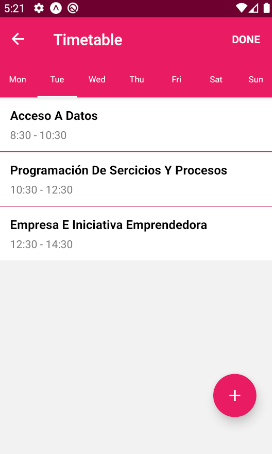 5:21
Timetable
DONE
Mon Tue Wed Thu Fri Sat Sun
Acceso A Datos
8:30 - 10:30
Programación De Sercicios Y Procesos
10:30 - 12:30
Empresa E Iniciativa Emprendedora
12:30 - 14:30